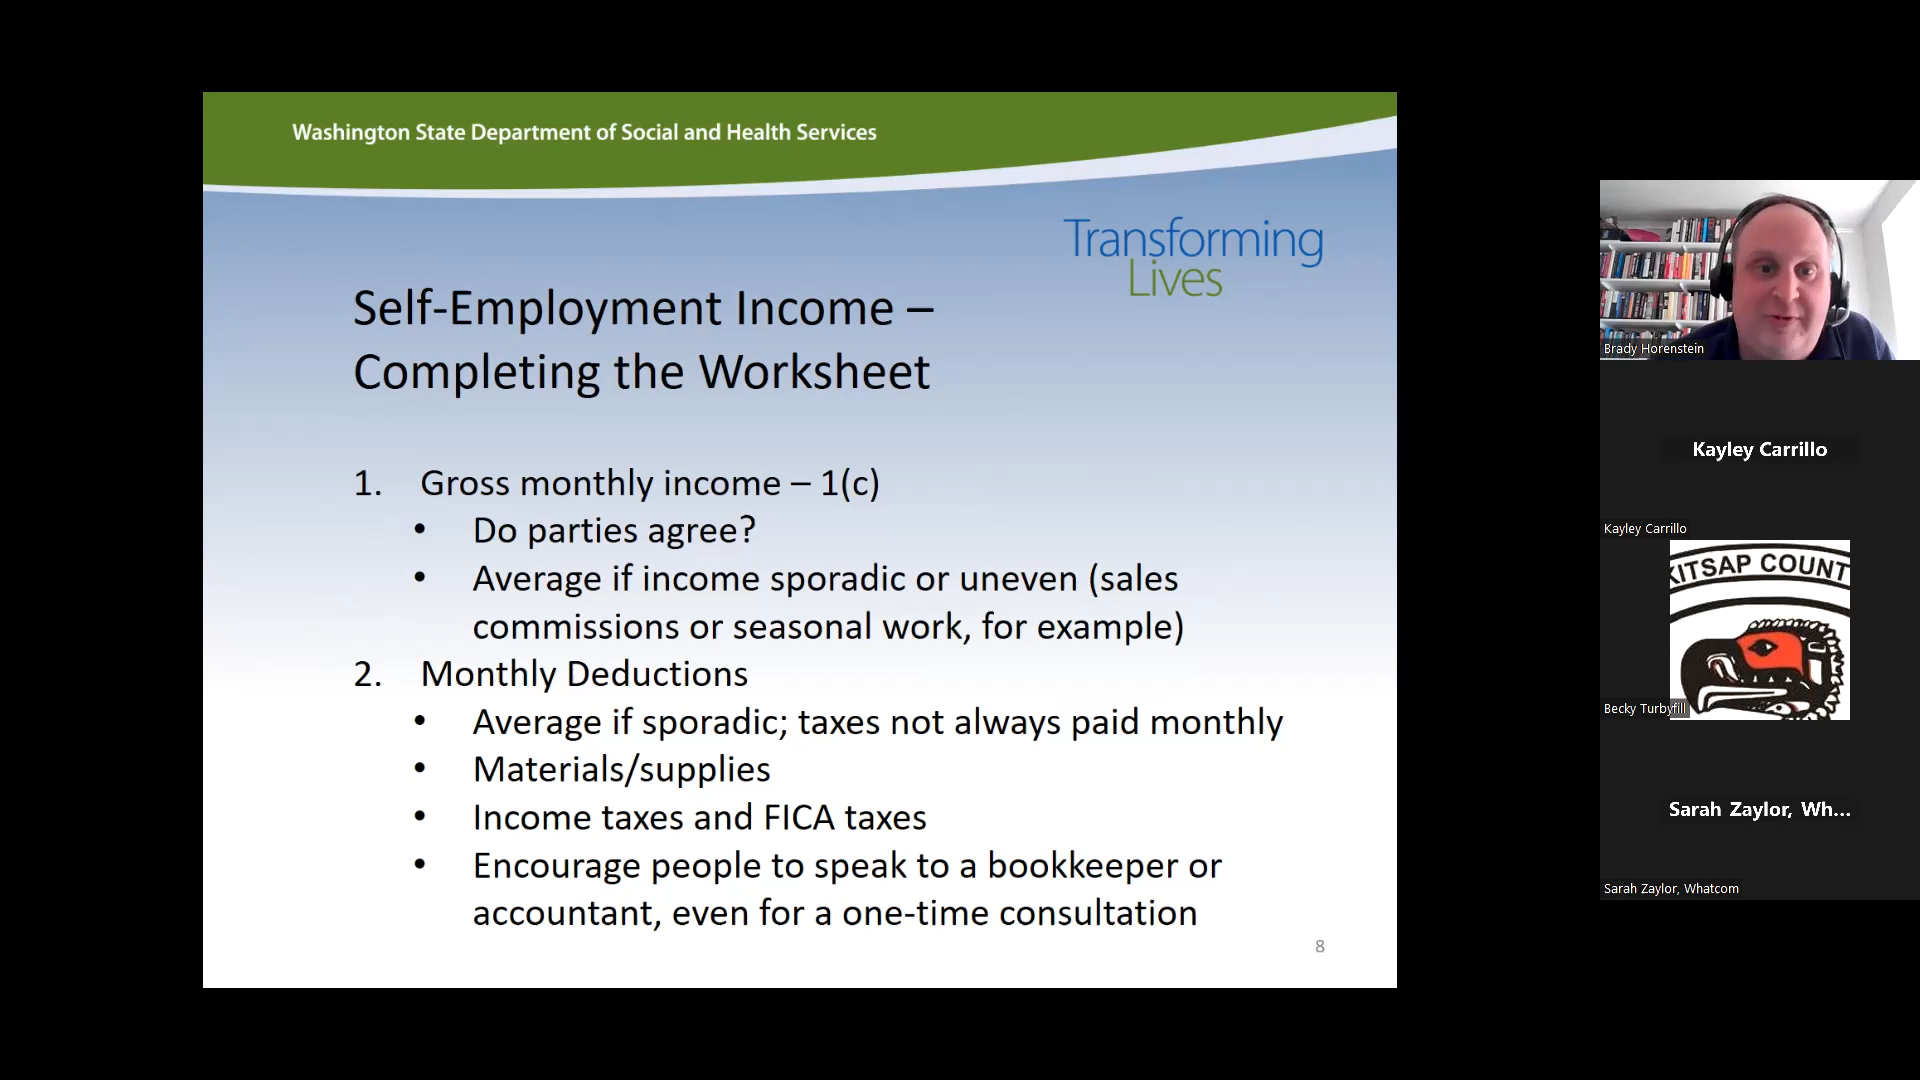 Washington State Department of Social and Health Services
Transforming
Lives
Self-Employment Income –
Completing the Worksheet
1. Gross monthly income – 1(c)
• Do parties agree?
• Average if income sporadic or uneven (sales
commissions or seasonal work, for example)
2. Monthly Deductions
• Average if sporadic; taxes not always paid monthly
• Materials/supplies
• Income taxes and FICA taxes
• Encourage people to speak to a bookkeeper or
accountant, even for a one-time consultation
8
Brady Horenstein
Kayley Carrillo
Kayley Carrillo
KITSAP COUNT
Becky Turbyfill
Sarah Zaylor, Wh...
Sarah Zaylor, Whatcom